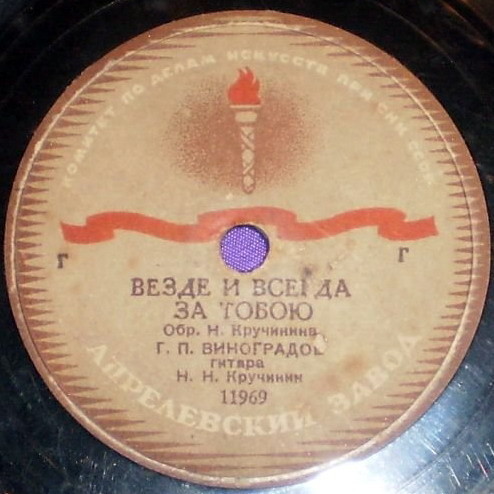 КОМИТЕТ ПО ДЕЛАМ ИСКУССТВ ПРИ СНК СССР
Г Г
ВЕЗДЕ И ВСЕГДА
ЗА ТОБОЮ
Обр. Н. Кручинина
Г. П. ВИНОГРАДОВ
гитара
Н. Н. Кручинин
11969
АПРЕЛЕВСКИЙ ЗАВОД